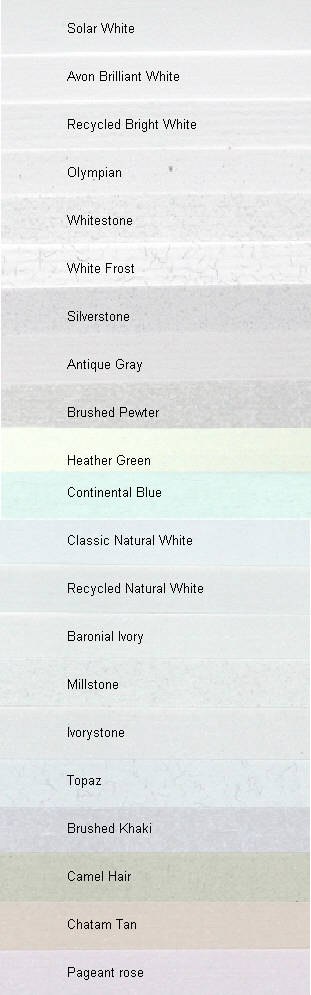 Solar White
Avon Brilliant White
Recycled Bright White
Olympian
Whitestone
White Frost
Silverstone
Antique Gray
Brushed Pewter
Heather Green
Continental Blue
Classic Natural White
Recycled Natural White
Baronial Ivory
Millstone
Ivorystone
Topaz
Brushed Khaki
Camel Hair
Chatam Tan
Pageant rose